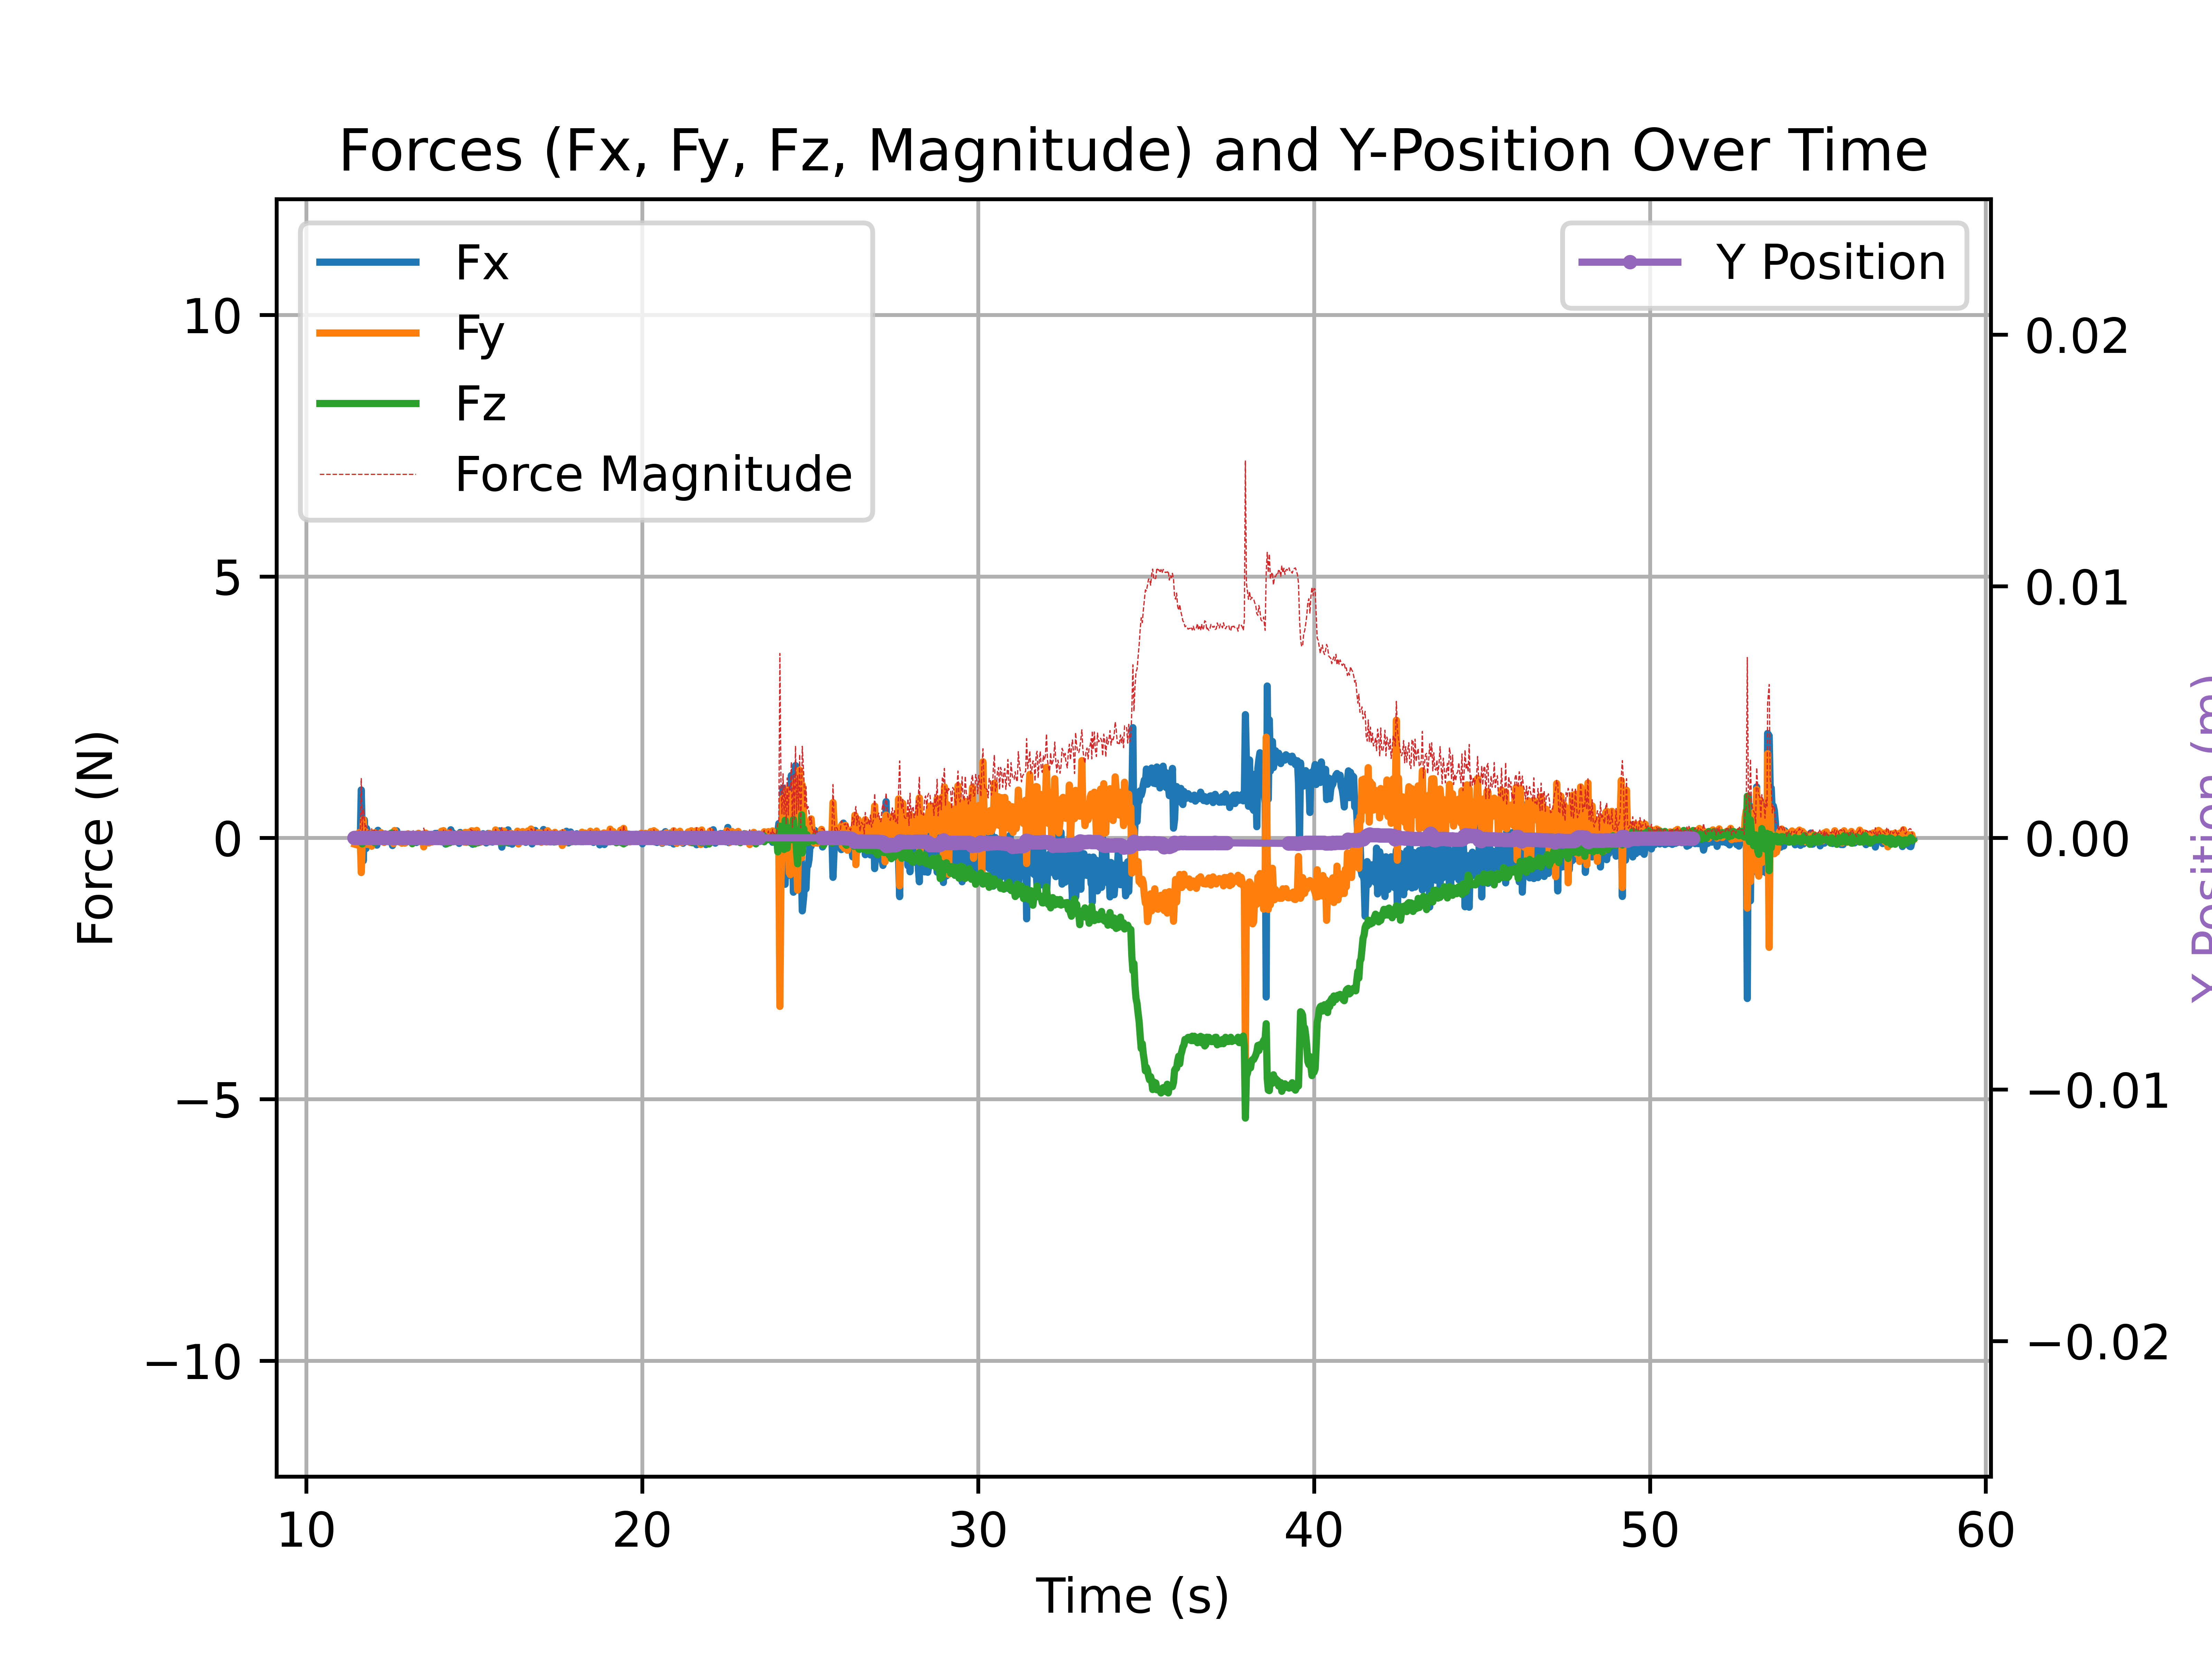 Forces (Fx, Fy, Fz, Magnitude) and Y-Position Over Time
Fx
Fy
Fz
Force Magnitude
Y Position
10
5
0
−5
−10
Force (N)
0.02
0.01
0.00
−0.01
−0.02
Y Position (m)
10
20
30
40
50
60
Time (s)